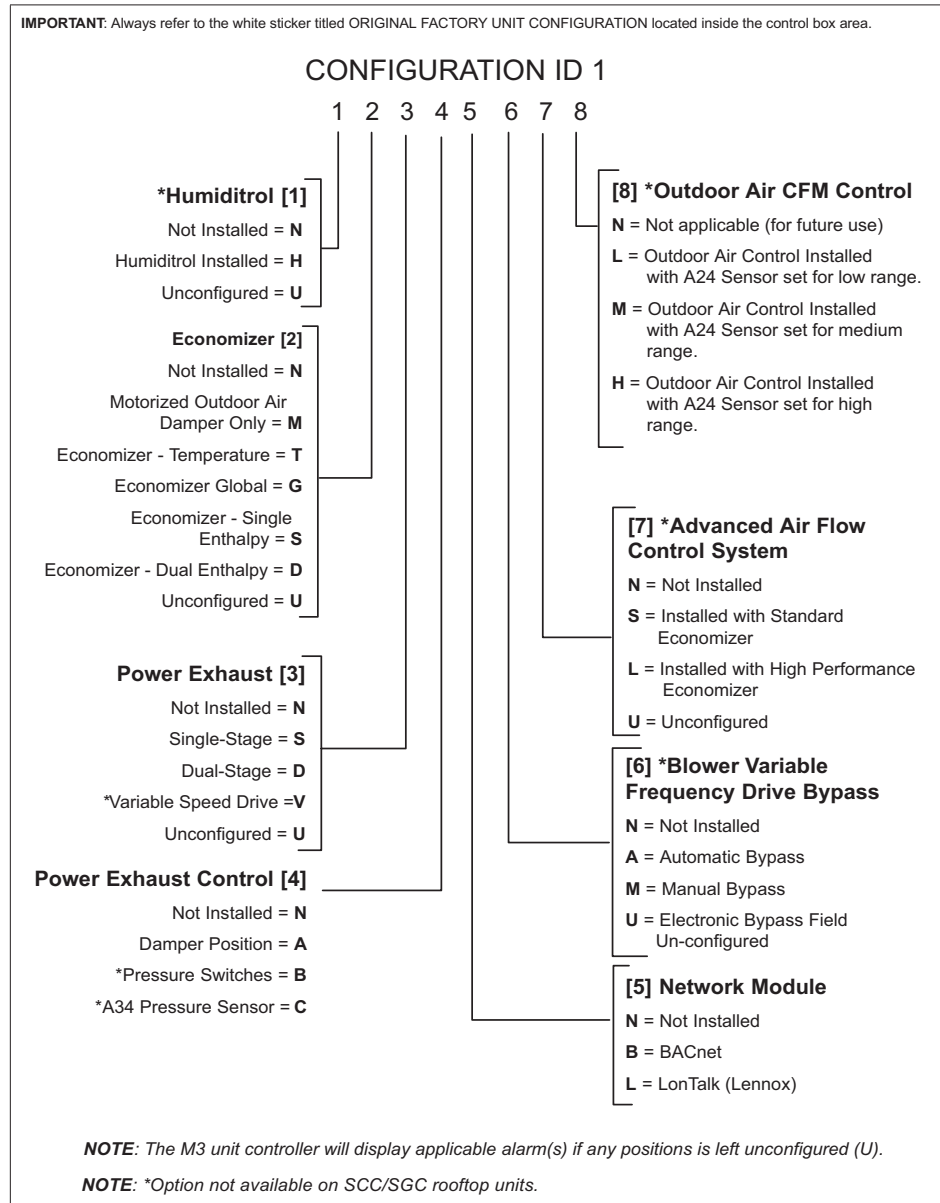 IMPORTANT: Always refer to the white sticker titled ORIGINAL FACTORY UNIT CONFIGURATION located inside the control box area.
CONFIGURATION ID 1
1 2 3 4 5 6 7 8
*Humiditrol [1]
Not Installed = N
Humiditrol Installed = H
Unconfigured = U
Economizer [2]
Not Installed = N
Motorized Outdoor Air
Damper Only = M
Economizer - Temperature = T
Economizer Global = G
Economizer - Single
Enthalpy = S
Economizer - Dual Enthalpy = D
Unconfigured = U
Power Exhaust [3]
Not Installed = N
Single-Stage = S
Dual-Stage = D
*Variable Speed Drive =V
Unconfigured = U
Power Exhaust Control [4]
Not Installed = N
Damper Position = A
*Pressure Switches = B
*A34 Pressure Sensor = C
[8] *Outdoor Air CFM Control
N = Not applicable (for future use)
L = Outdoor Air Control Installed
with A24 Sensor set for low range.
M = Outdoor Air Control Installed
with A24 Sensor set for medium
range.
H = Outdoor Air Control Installed
with A24 Sensor set for high
range.
[7] *Advanced Air Flow
Control System
N = Not Installed
S = Installed with Standard
Economizer
L = Installed with High Performance
Economizer
U = Unconfigured
[6] *Blower Variable
Frequency Drive Bypass
N = Not Installed
A = Automatic Bypass
M = Manual Bypass
U = Electronic Bypass Field
Un-configured
[5] Network Module
N = Not Installed
B = BACnet
L = LonTalk (Lennox)
NOTE: The M3 unit controller will display applicable alarm(s) if any positions is left unconfigured (U).
NOTE: *Option not available on SCC/SGC rooftop units.